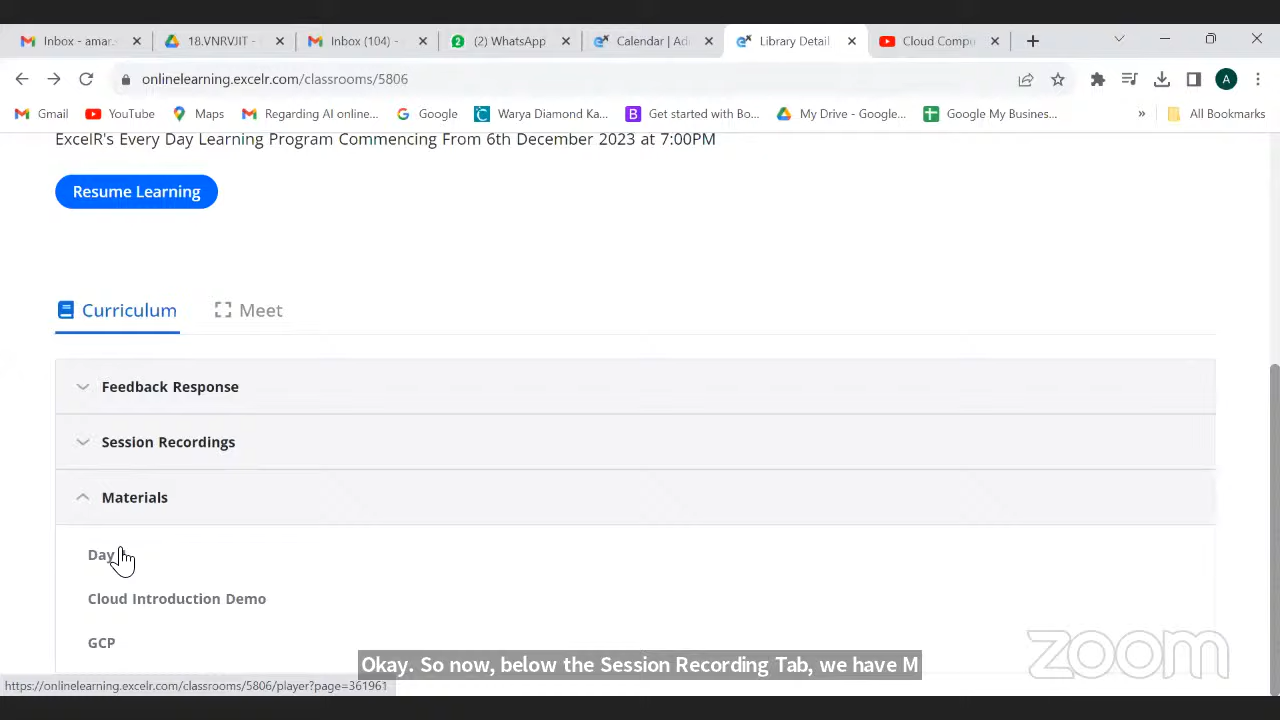 Inbox - amar.
18.VNRVJIT -
Inbox (104) -
(2) WhatsApp
Calendar | Ad
Library Detail
Cloud Compu
onlinelearning.excelr.com/classrooms/5806
A
Gmail
YouTube
Maps
Regarding AI online...
Google
Warya Diamond Ka...
Get started with Bo...
My Drive - Google...
Google My Busines...
» All Bookmarks
ExcelR's Every Day Learning Program Commencing From 6th December 2023 at 7:00PM
Resume Learning
Curriculum
Meet
Feedback Response
Session Recordings
Materials
Day
Cloud Introduction Demo
GCP
Okay. So now, below the Session Recording Tab, we have M
zoom
https://onlinelearning.excelr.com/classrooms/5806/player?page=361961